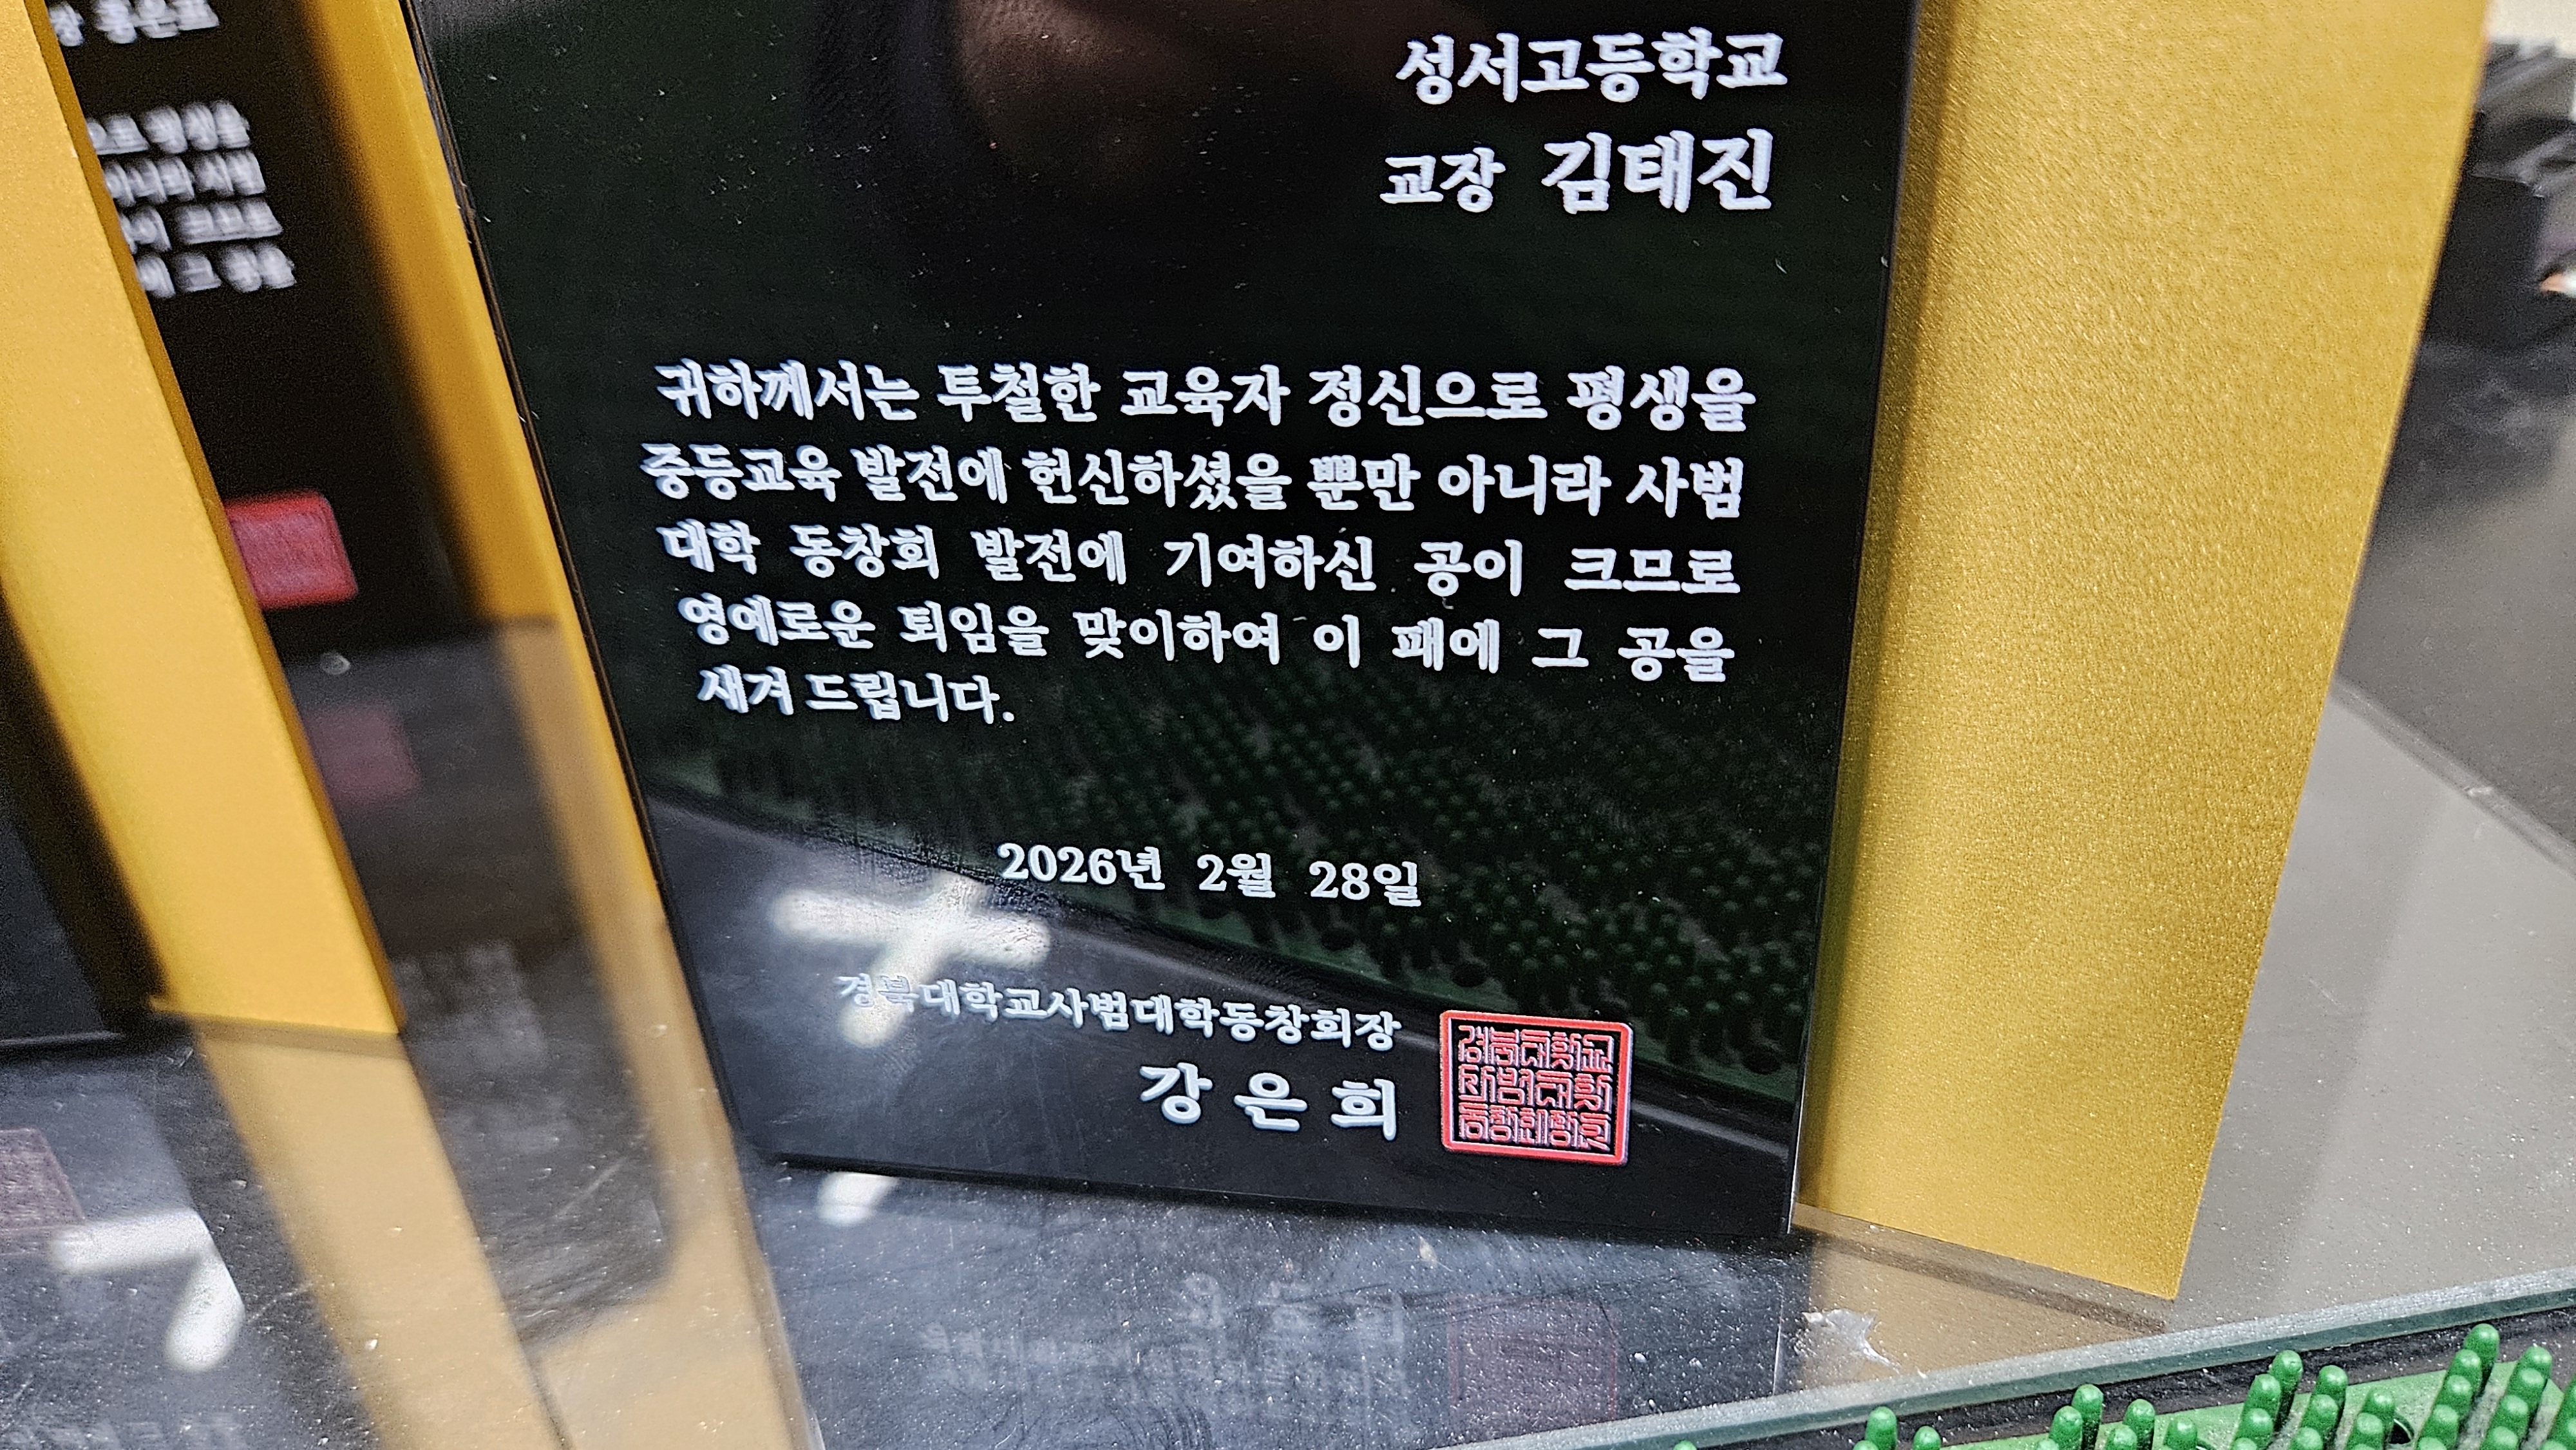 성서고등학교
교장 김태진
귀하께서는 투철한 교육자 정신으로 평생을
중등교육 발전에 헌신하셨을 뿐만 아니라 사범
대학 동창회 발전에 기여하신 공이 크므로
영예로운 퇴임을 맞이하여 이 패에 그 공을
새겨 드립니다.
2026년 2월 28일
경북대학교사범대학동창회장
강은희